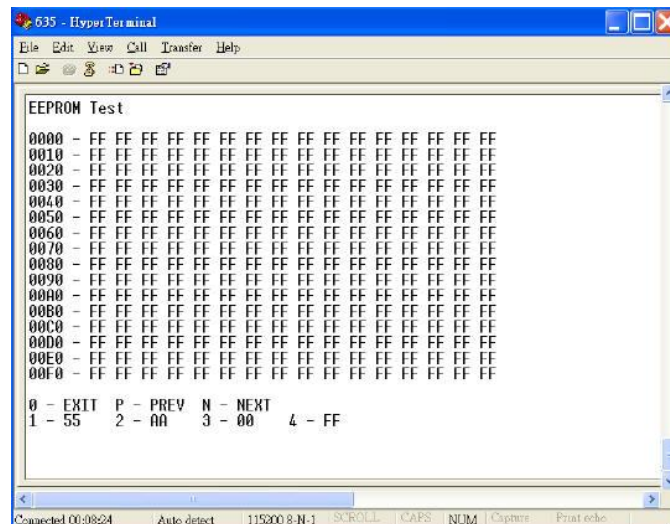 635 - HyperTerminal
File Edit View Call Transfer Help
EEPROM Test
0000 - FF FF FF FF FF FF FF FF FF FF FF FF FF FF FF FF
0010 - FF FF FF FF FF FF FF FF FF FF FF FF FF FF FF FF
0020 - FF FF FF FF FF FF FF FF FF FF FF FF FF FF FF FF
0030 - FF FF FF FF FF FF FF FF FF FF FF FF FF FF FF FF
0040 - FF FF FF FF FF FF FF FF FF FF FF FF FF FF FF FF
0050 - FF FF FF FF FF FF FF FF FF FF FF FF FF FF FF FF
0060 - FF FF FF FF FF FF FF FF FF FF FF FF FF FF FF FF
0070 - FF FF FF FF FF FF FF FF FF FF FF FF FF FF FF FF
0080 - FF FF FF FF FF FF FF FF FF FF FF FF FF FF FF FF
0090 - FF FF FF FF FF FF FF FF FF FF FF FF FF FF FF FF
00A0 - FF FF FF FF FF FF FF FF FF FF FF FF FF FF FF FF
00B0 - FF FF FF FF FF FF FF FF FF FF FF FF FF FF FF FF
00C0 - FF FF FF FF FF FF FF FF FF FF FF FF FF FF FF FF
00D0 - FF FF FF FF FF FF FF FF FF FF FF FF FF FF FF FF
00E0 - FF FF FF FF FF FF FF FF FF FF FF FF FF FF FF FF
00F0 - FF FF FF FF FF FF FF FF FF FF FF FF FF FF FF FF
0 - EXIT P - PREV N - NEXT
1 - 55 2 - AA 3 - 00 4 - FF
Connected 00:08:24 Auto detect 115200 8-N-1 SCROLL CAPS NUM Capture Print echo